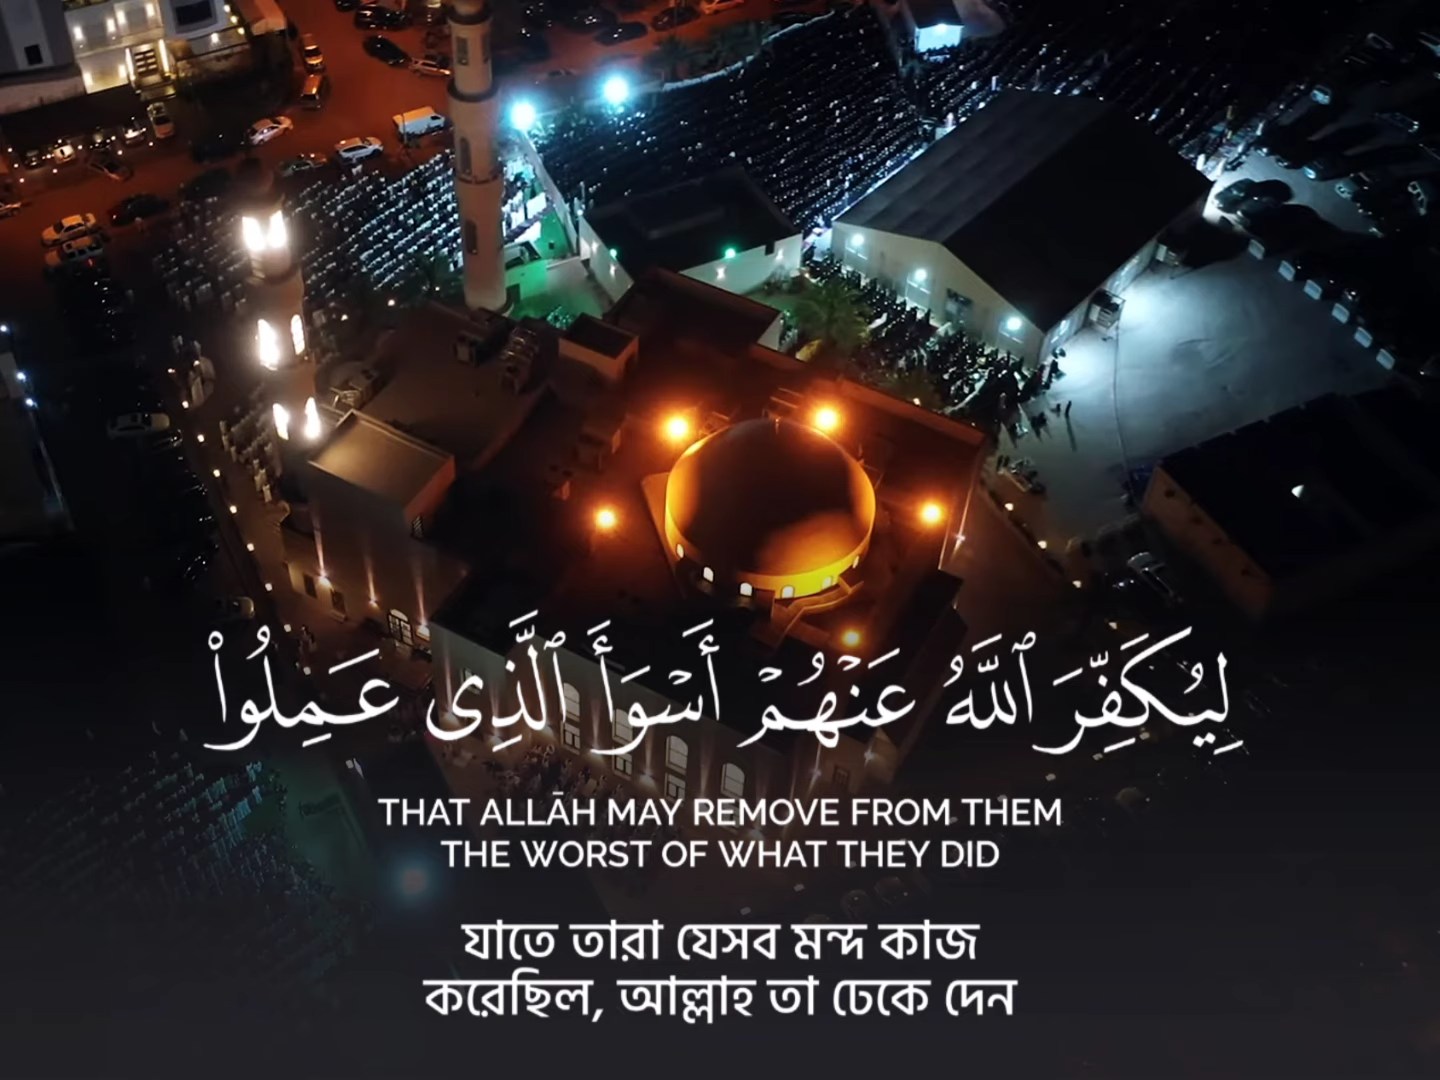 لِيُكَفِّرَ ٱللَّهُ عَنْهُمْ أَسْوَأَ ٱلَّذِى عَمِلُوا۟
THAT ALLĀH MAY REMOVE FROM THEM
THE WORST OF WHAT THEY DID
যাতে তারা যেসব মন্দ কাজ
করেছিল, আল্লাহ তা ঢেকে দেন